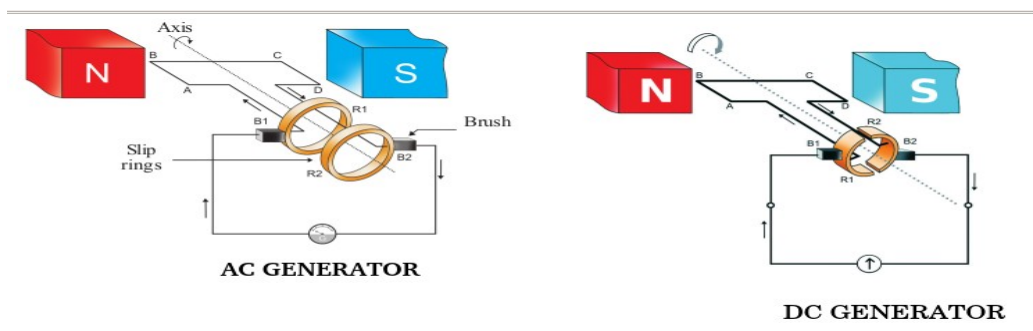 Axis
N
S
B
C
A
D
R1
B1
Brush
B2
Slip
rings
R2
AC GENERATOR
N
S
B
C
A
D
R2
B1
B2
R1
DC GENERATOR